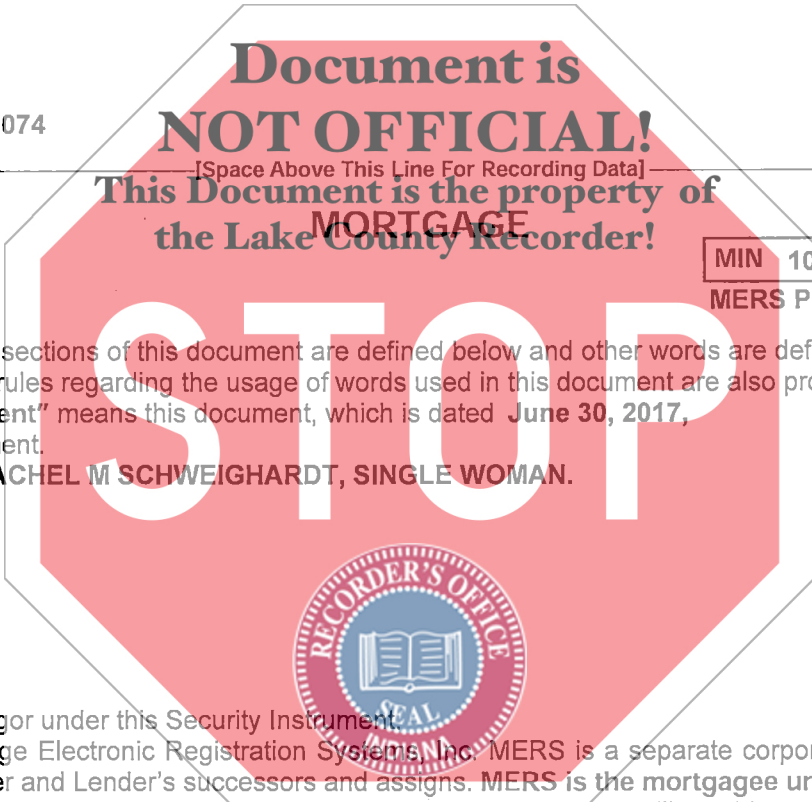 Document is
NOT OFFICIAL!
074
[Space Above This Line For Recording Data]
This Document is the property of
MORTGAGE
the Lake County Recorder!
MIN 10
MERS P
sections of this document are defined below and other words are def
rules regarding the usage of words used in this document are also pro
ent” means this document, which is dated June 30, 2017,
ent.
ACHEL M SCHWEIGHARDT, SINGLE WOMAN.
STOP
RECORDER'S OFFICE
SEAL
INDIANA
gor under this Security Instrument.
ge Electronic Registration Systems, Inc. MERS is a separate corpor
er and Lender’s successors and assigns. MERS is the mortgagee un